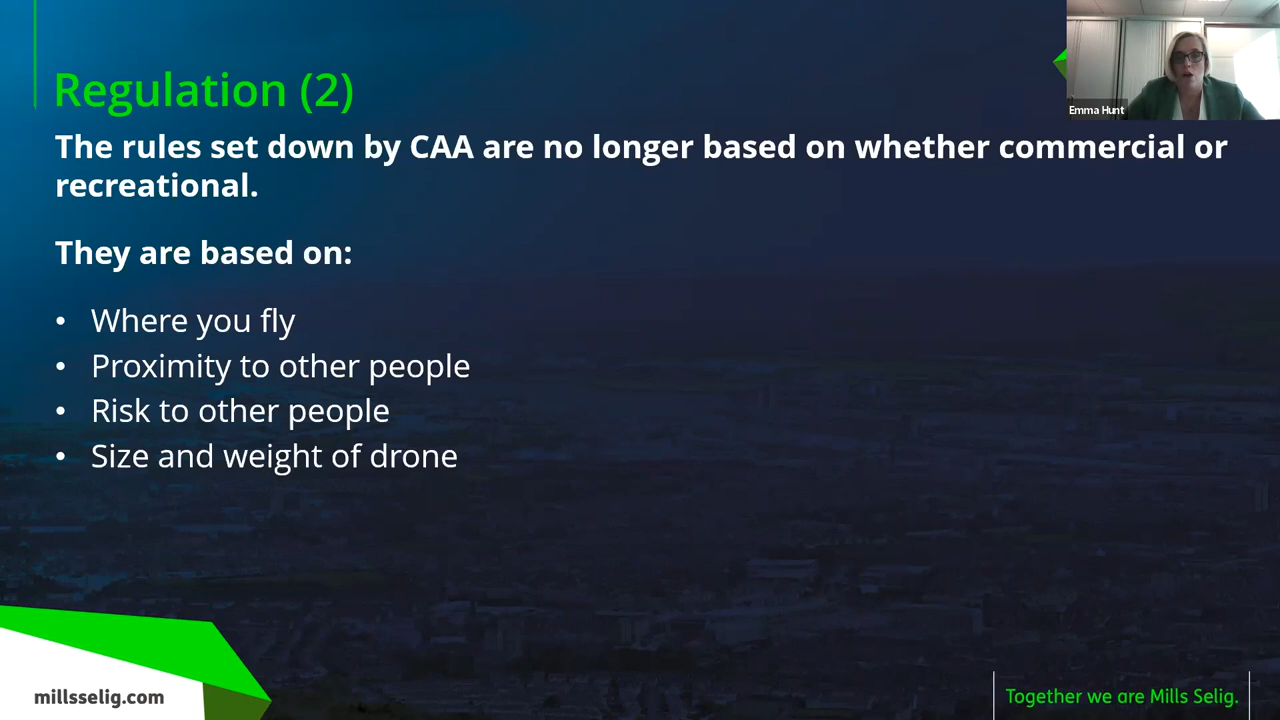 Regulation (2)
Emma Hunt
The rules set down by CAA are no longer based on whether commercial or
recreational.
They are based on:
• Where you fly
• Proximity to other people
• Risk to other people
• Size and weight of drone
millsselig.com
Together we are Mills Selig.